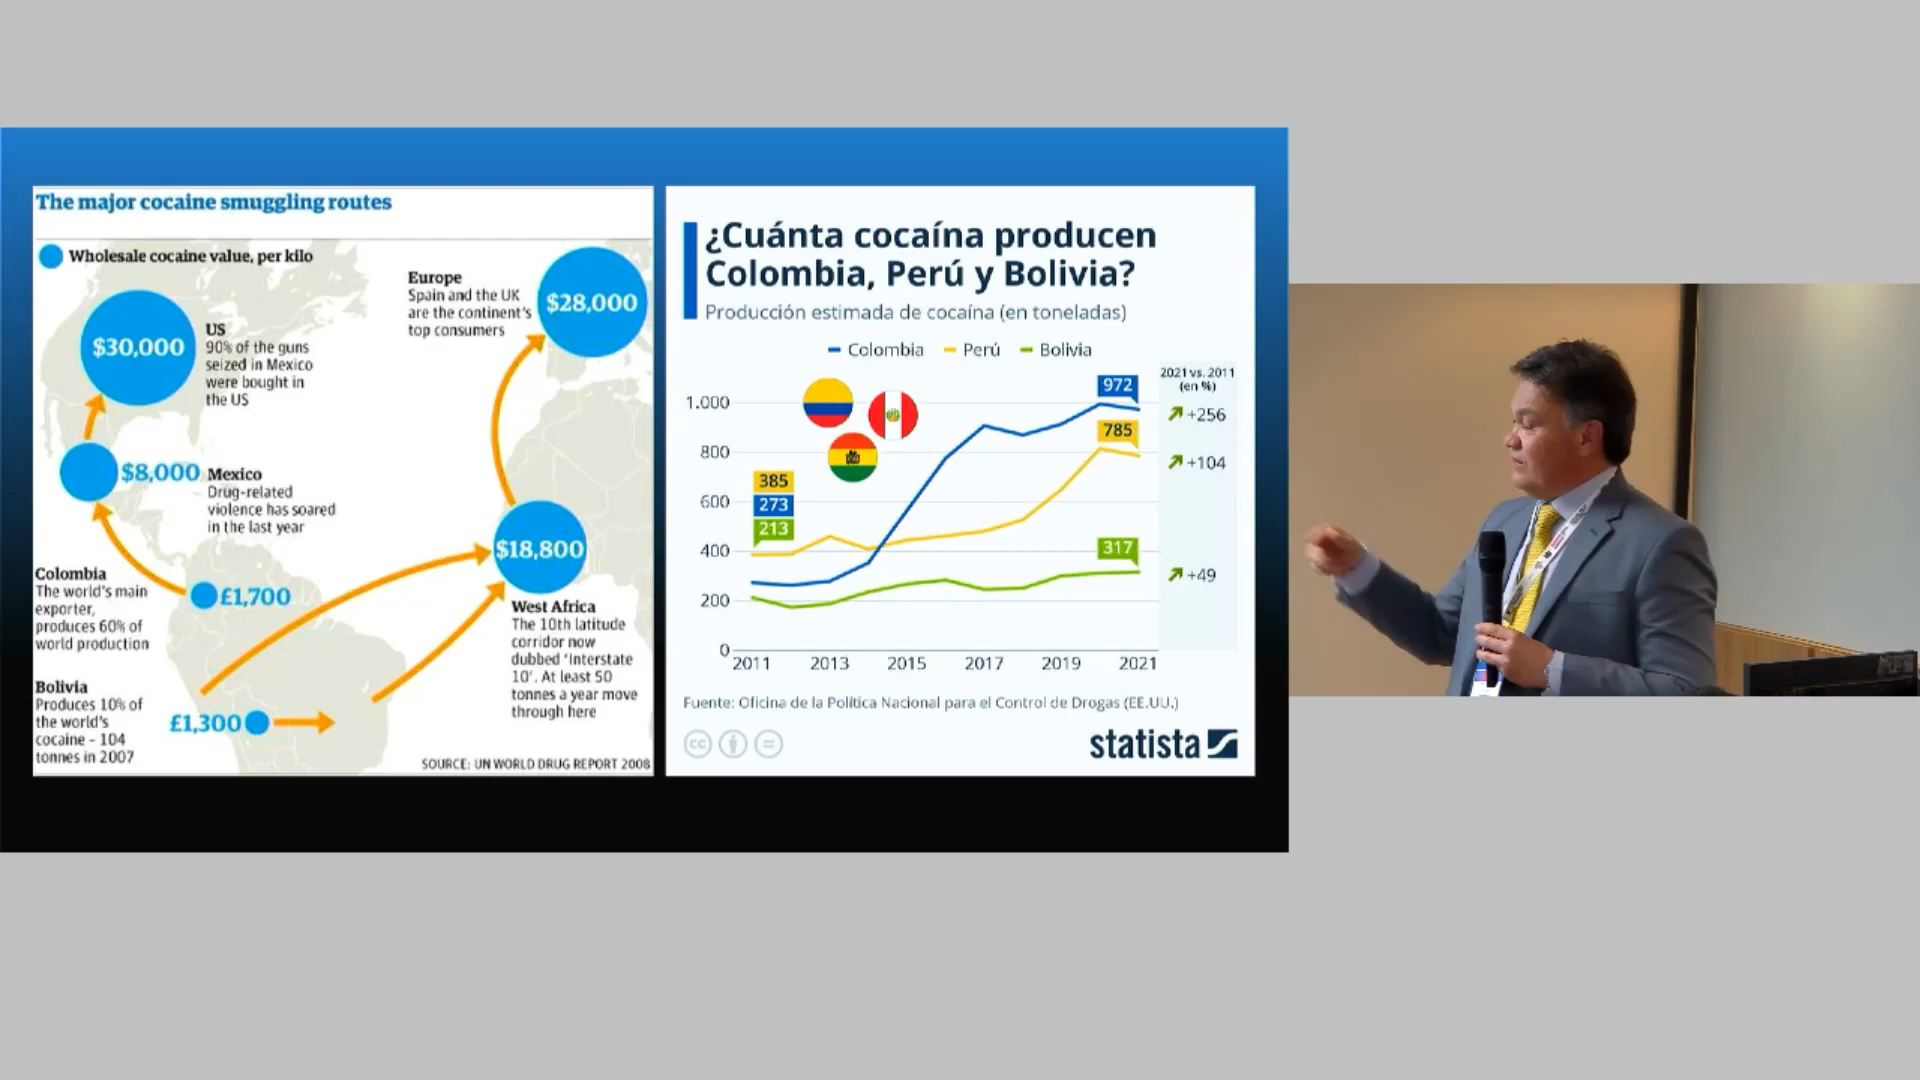 The major cocaine smuggling routes
Wholesale cocaine value, per kilo
$30,000
US
90% of the guns
seized in Mexico
were bought in
the US
Europe
Spain and the UK
are the continent's
top consumers
$28,000
$8,000
Mexico
Drug-related
violence has soared
in the last year
$18,800
Colombia
The world's main
exporter,
produces 60% of
world production
£1,700
West Africa
The 10th latitude
corridor now
dubbed 'Interstate
10'. At least 50
tonnes a year move
through here
Bolivia
Produces 10% of
the world's
cocaine – 104
tonnes in 2007
£1,300
SOURCE: UN WORLD DRUG REPORT 2008
¿Cuánta cocaína producen
Colombia, Perú y Bolivia?
Producción estimada de cocaína (en toneladas)
Colombia Perú Bolivia
2021 vs. 2011
(en %)
1.000
800
600
400
200
0
385
273
213
972
785
317
+256
+104
+49
2011 2013 2015 2017 2019 2021
Fuente: Oficina de la Política Nacional para el Control de Drogas (EE.UU.)
cc
statista